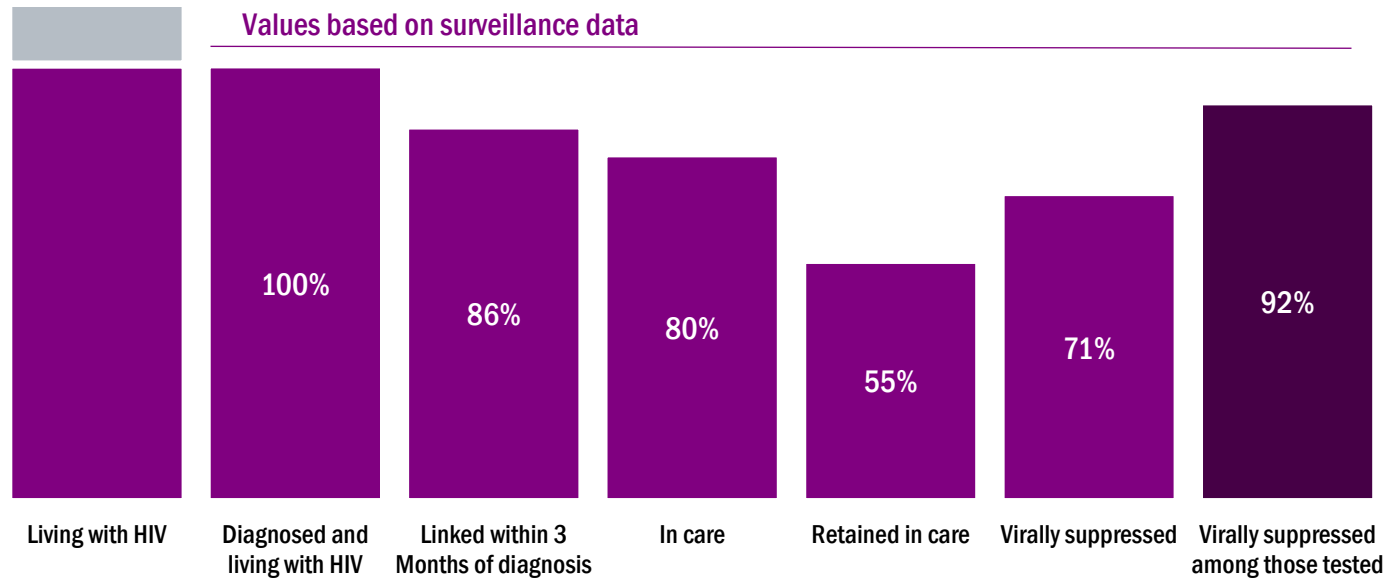 Values based on surveillance data
100%
86%
80%
55%
71%
92%
Living with HIV
Diagnosed and
living with HIV
Linked within 3
Months of diagnosis
In care
Retained in care
Virally suppressed
Virally suppressed
among those tested